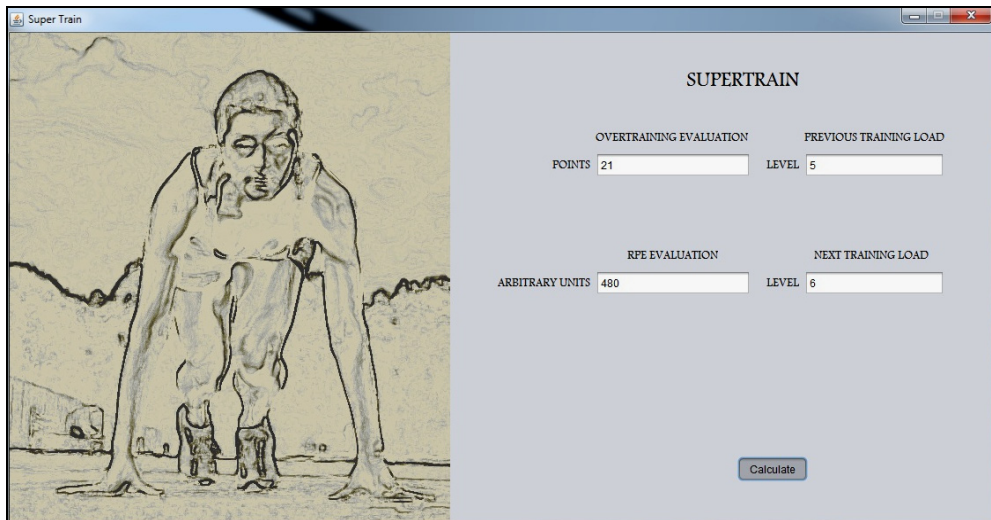 Super Train
SUPERTRAIN
OVERTRAINING EVALUATION PREVIOUS TRAINING LOAD
POINTS 21 LEVEL 5
RPE EVALUATION NEXT TRAINING LOAD
ARBITRARY UNITS 480 LEVEL 6
Calculate